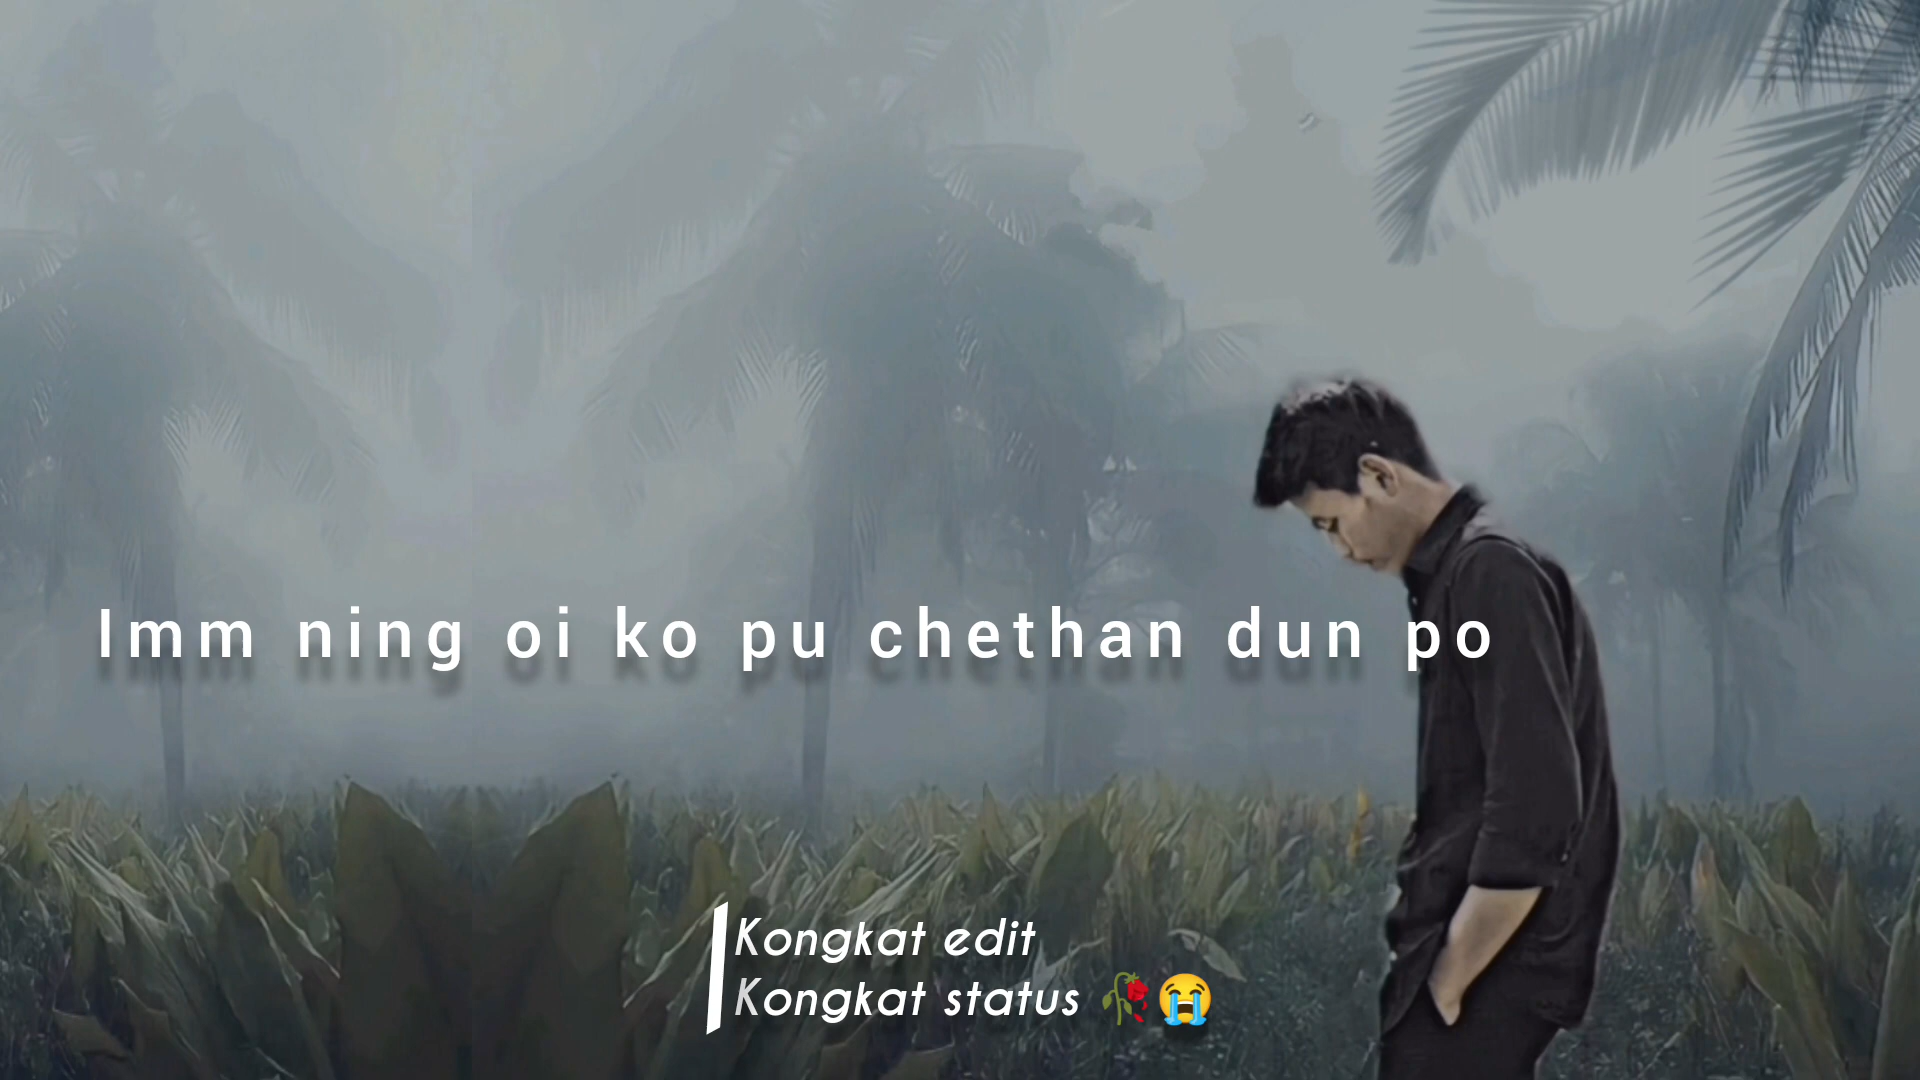 Imm ning oi ko pu chethan dun po
Kongkat edit
Kongkat status 🥀😭